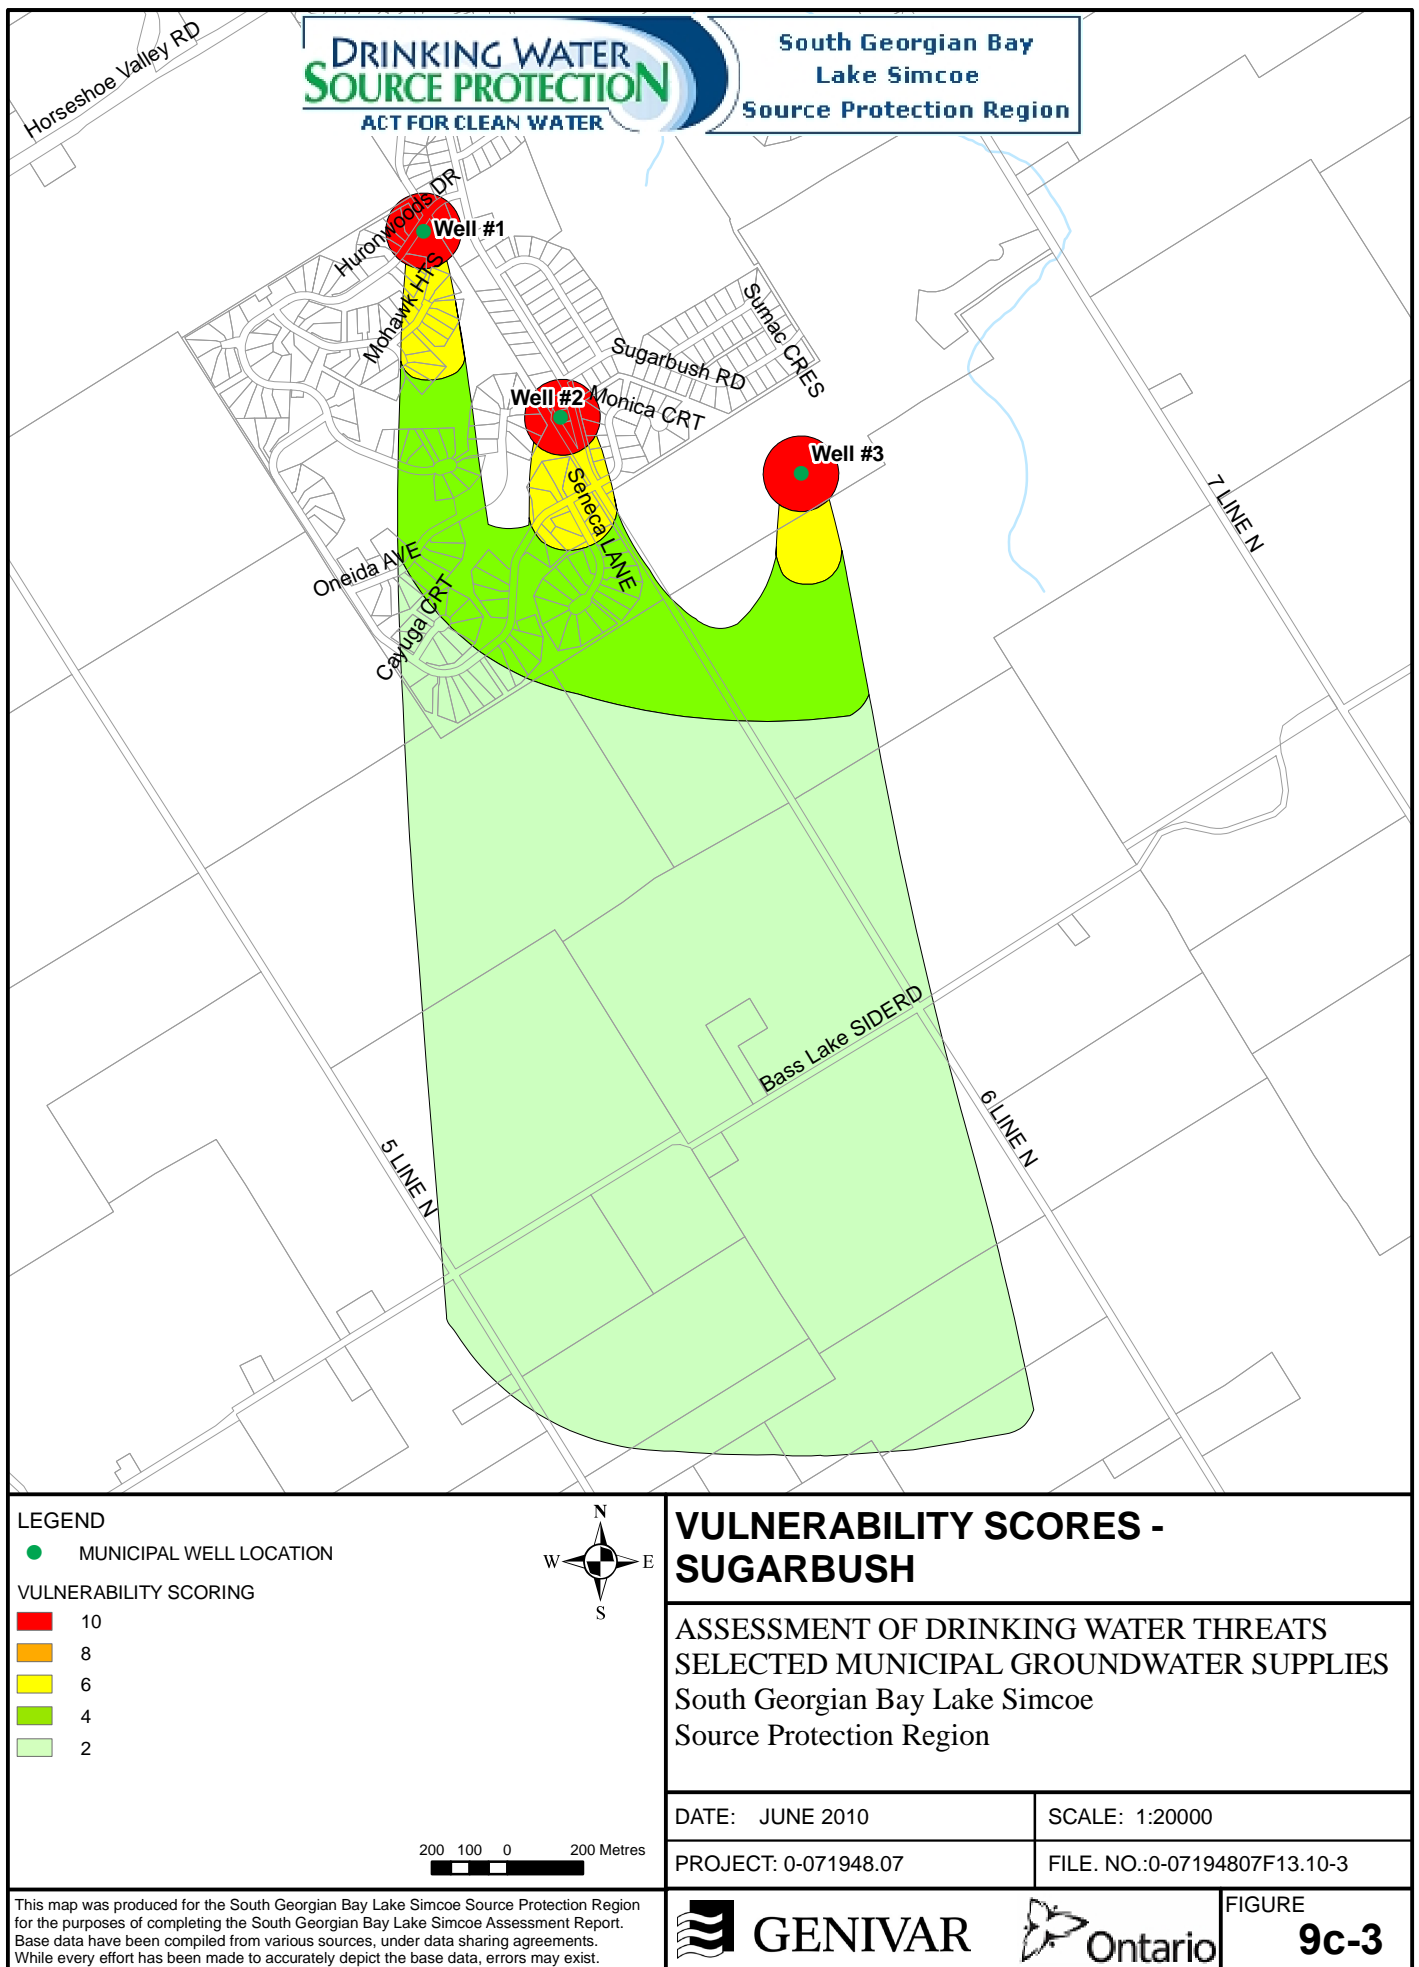 DRINKING WATER
SOURCE PROTECTION
ACT FOR CLEAN WATER
South Georgian Bay
Lake Simcoe
Source Protection Region
Horseshoe Valley RD
Huronwoods DR
Well #1
Mohawk HTS
Sumac CRES
Sugarbush RD
Well #2
Monica CRT
Well #3
Seneca LANE
7 LINE N
Oneida AVE
Cayuga CRT
Bass Lake SIDERD
6 LINE N
5 LINE N
LEGEND
MUNICIPAL WELL LOCATION
VULNERABILITY SCORING
10
8
6
4
2
N
W E
S
200 100 0 200 Metres
VULNERABILITY SCORES -
SUGARBUSH
ASSESSMENT OF DRINKING WATER THREATS
SELECTED MUNICIPAL GROUNDWATER SUPPLIES
South Georgian Bay Lake Simcoe
Source Protection Region
DATE: JUNE 2010
SCALE: 1:20000
PROJECT: 0-071948.07
FILE. NO.:0-07194807F13.10-3
This map was produced for the South Georgian Bay Lake Simcoe Source Protection Region
for the purposes of completing the South Georgian Bay Lake Simcoe Assessment Report.
Base data have been compiled from various sources, under data sharing agreements.
While every effort has been made to accurately depict the base data, errors may exist.
GENIVAR
Ontario
FIGURE
9c-3